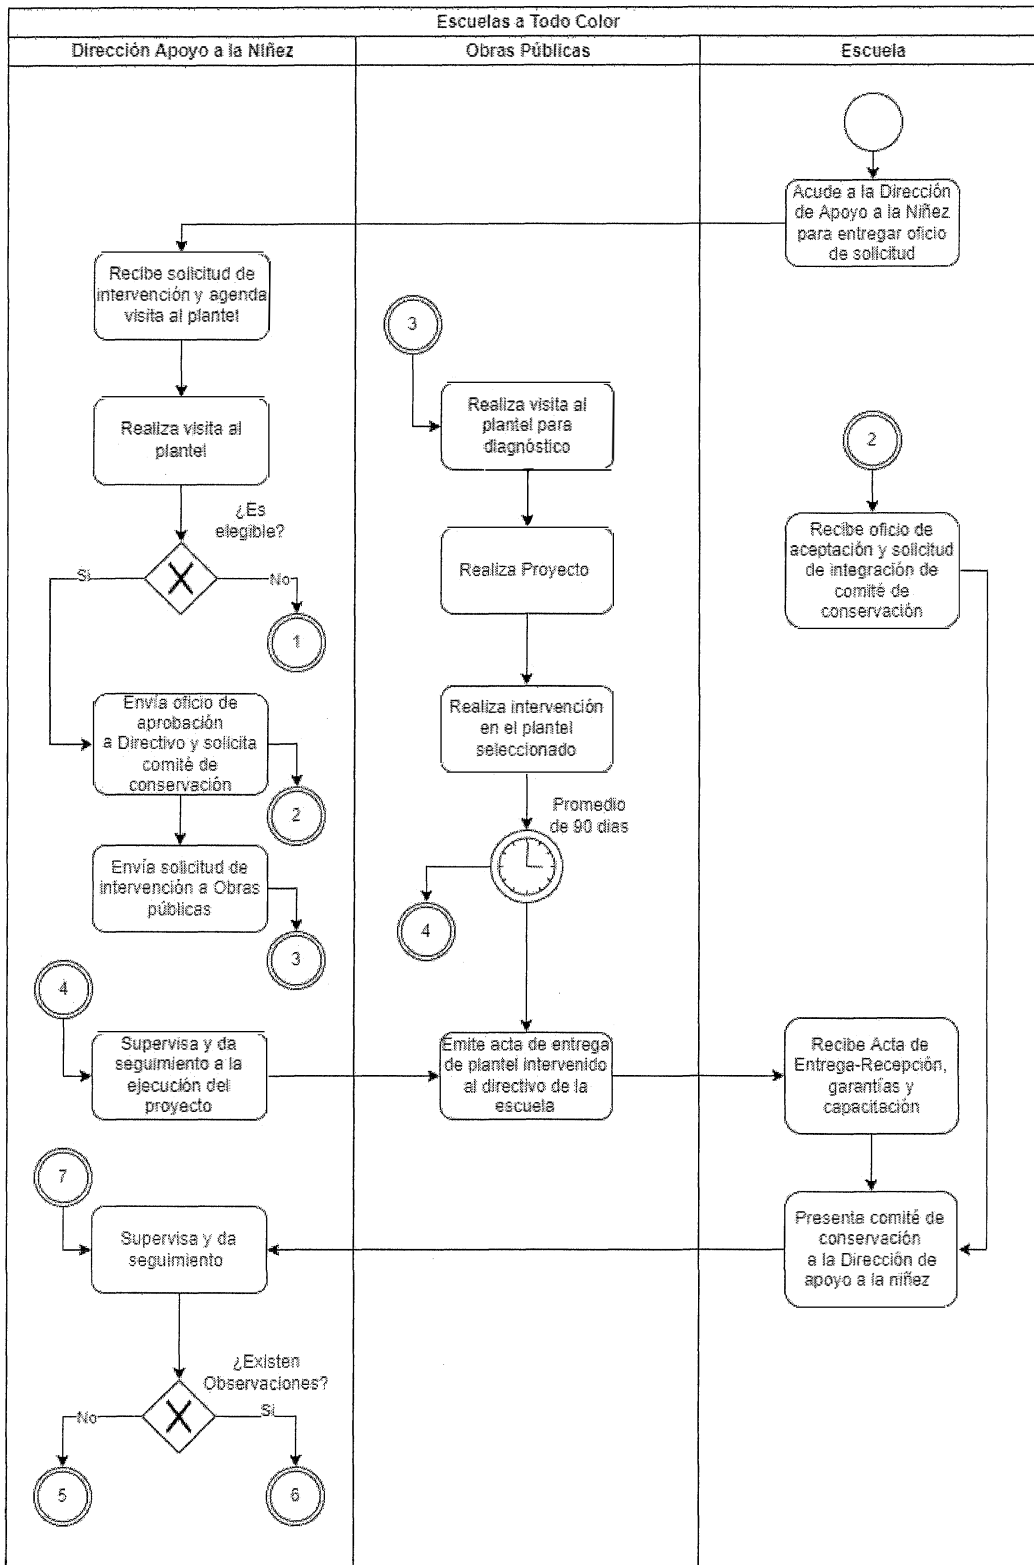 Escuelas a Todo Color
Dirección Apoyo a la Niñez
Obras Públicas
Escuela
Acude a la Dirección
de Apoyo a la Niñez
para entregar oficio
de solicitud
Recibe solicitud de
intervención y agenda
visita al plantel
3
Realiza visita al
plantel para
diagnóstico
Realiza visita al
plantel
2
¿Es
elegible?
Si
No
1
Realiza Proyecto
Recibe oficio de
aceptación y solicitud
de integración de
comité de
conservación
Envía oficio de
aprobación
a Directivo y solicita
comité de
conservación
2
Realiza intervención
en el plantel
seleccionado
Promedio
de 90 dias
Envía solicitud de
intervención a Obras
públicas
3
4
4
Supervisa y da
seguimiento a la
ejecución del
proyecto
Emite acta de entrega
de plantel intervenido
al directivo de la
escuela
Recibe Acta de
Entrega-Recepción,
garantías y
capacitación
7
Supervisa y da
seguimiento
Presenta comité de
conservación
a la Dirección de
apoyo a la niñez
¿Existen
Observaciones?
No
Si
5
6